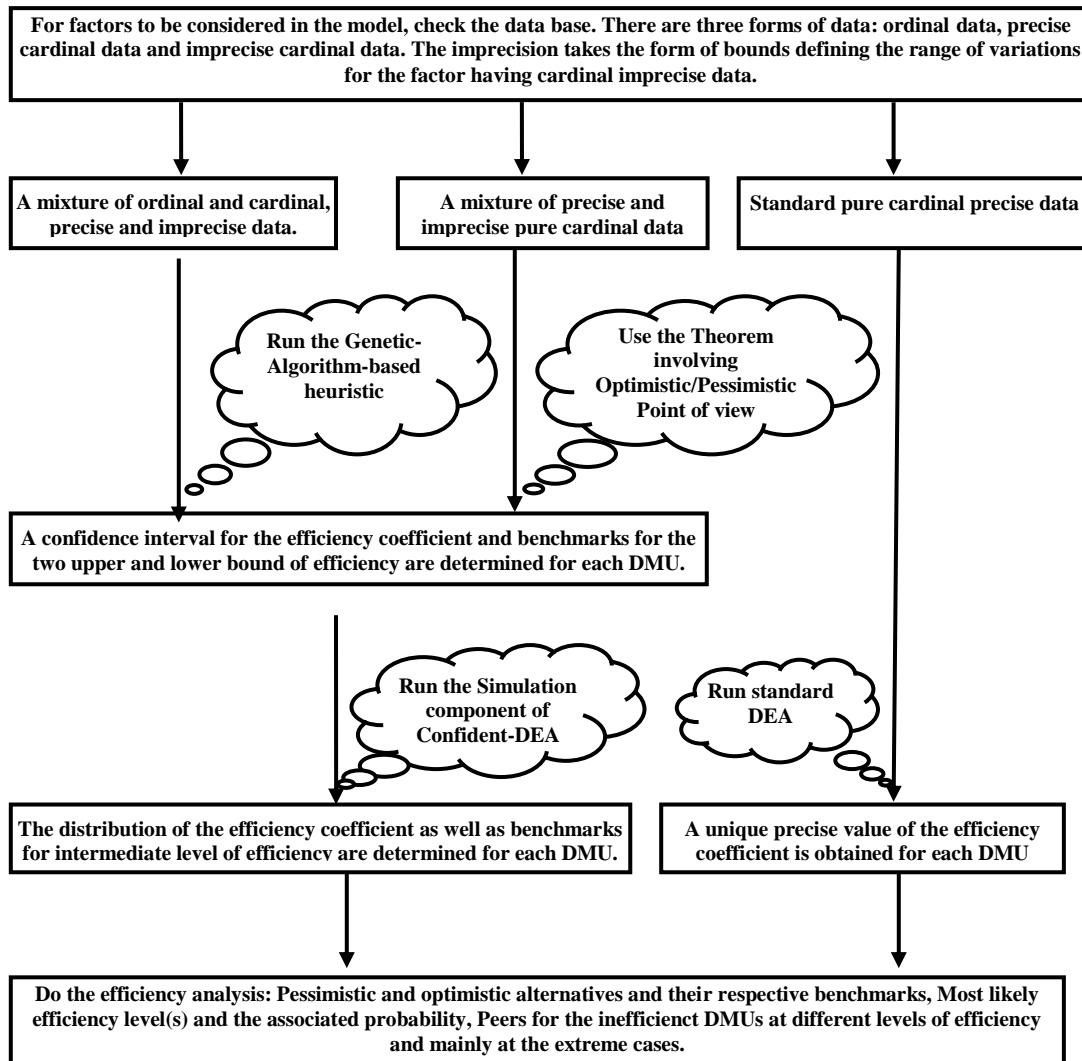 For factors to be considered in the model, check the data base. There are three forms of data: ordinal data, precise
cardinal data and imprecise cardinal data. The imprecision takes the form of bounds defining the range of variations
for the factor having cardinal imprecise data.
A mixture of ordinal and cardinal,
precise and imprecise data.
A mixture of precise and
imprecise pure cardinal data
Standard pure cardinal precise data
Run the Genetic-
Algorithm-based
heuristic
Use the Theorem
involving
Optimistic/Pessimistic
Point of view
A confidence interval for the efficiency coefficient and benchmarks for the
two upper and lower bound of efficiency are determined for each DMU.
Run the Simulation
component of
Confident-DEA
Run standard
DEA
The distribution of the efficiency coefficient as well as benchmarks
for intermediate level of efficiency are determined for each DMU.
A unique precise value of the efficiency
coefficient is obtained for each DMU
Do the efficiency analysis: Pessimistic and optimistic alternatives and their respective benchmarks, Most likely
efficiency level(s) and the associated probability, Peers for the inefficienct DMUs at different levels of efficiency
and mainly at the extreme cases.